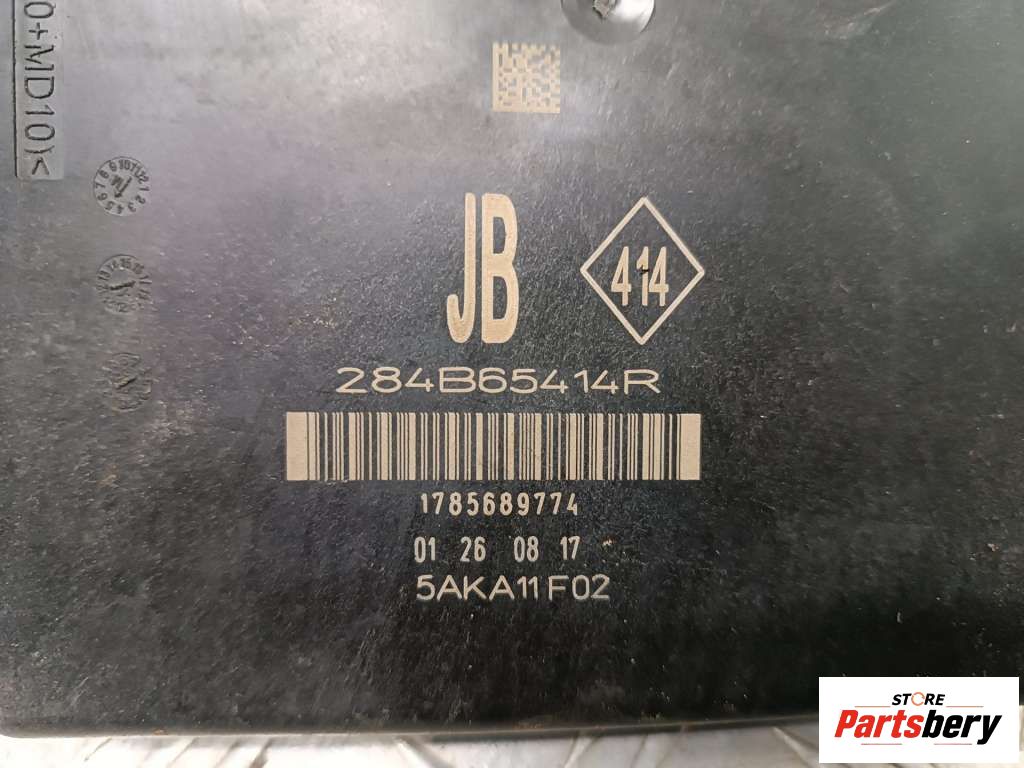 0+MD10)<
JB
414
284B65414R
1785689774
01 26 08 17
5AKA11F02
STORE
Partsbery